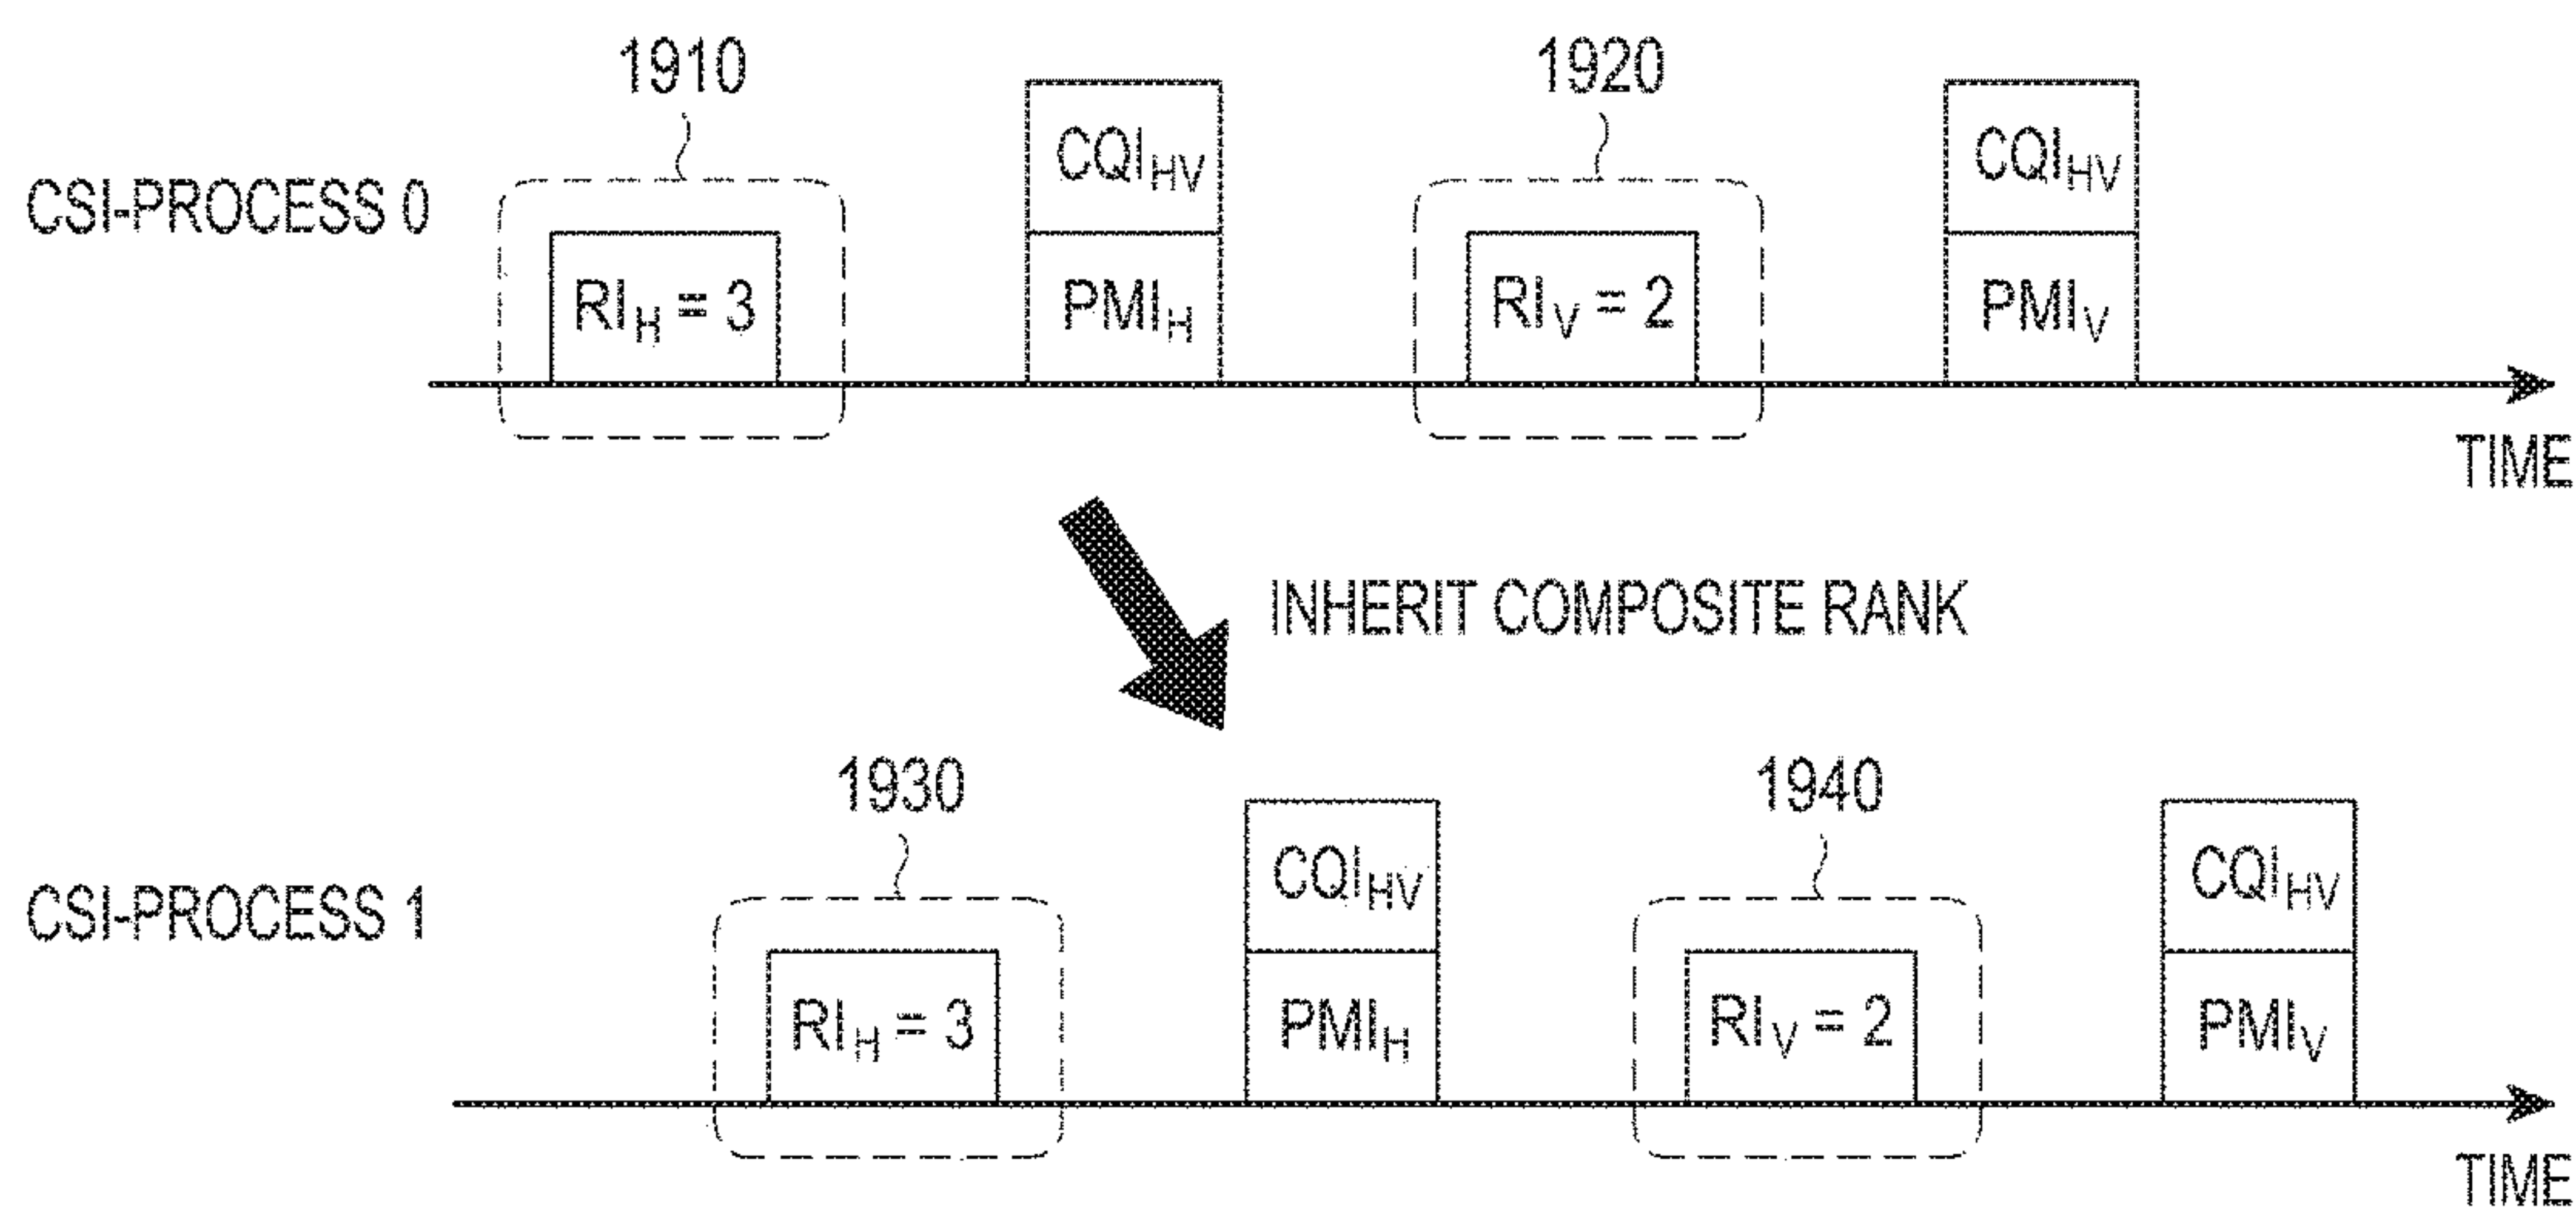 1910
1920
CSI-PROCESS 0
RI_H = 3
CQI_HV
PMI_H
RI_V = 2
CQI_HV
PMI_V
TIME
INHERIT COMPOSITE RANK
1930
1940
CSI-PROCESS 1
RI_H = 3
CQI_HV
PMI_H
RI_V = 2
CQI_HV
PMI_V
TIME